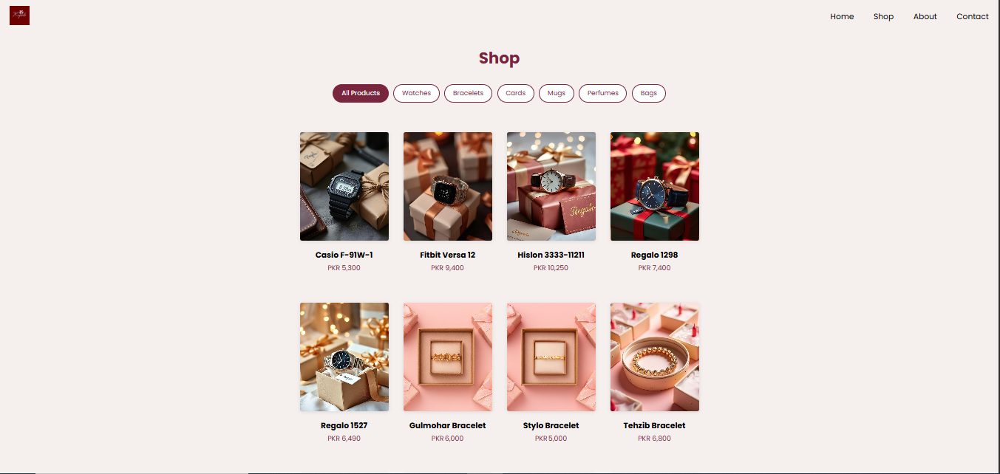 Regalo
Home Shop About Contact
Shop
All Products Watches Bracelets Cards Mugs Perfumes Bags
Regalo
Casio F-91W-1 Fitbit Versa 12 Hislon 3333-11211 Regalo 1298
PKR 5,300 PKR 9,400 PKR 10,250 PKR 7,400
Regalo 1527 Gulmohar Bracelet Stylo Bracelet Tehzib Bracelet
PKR 6,490 PKR 6,000 PKR 5,000 PKR 6,800